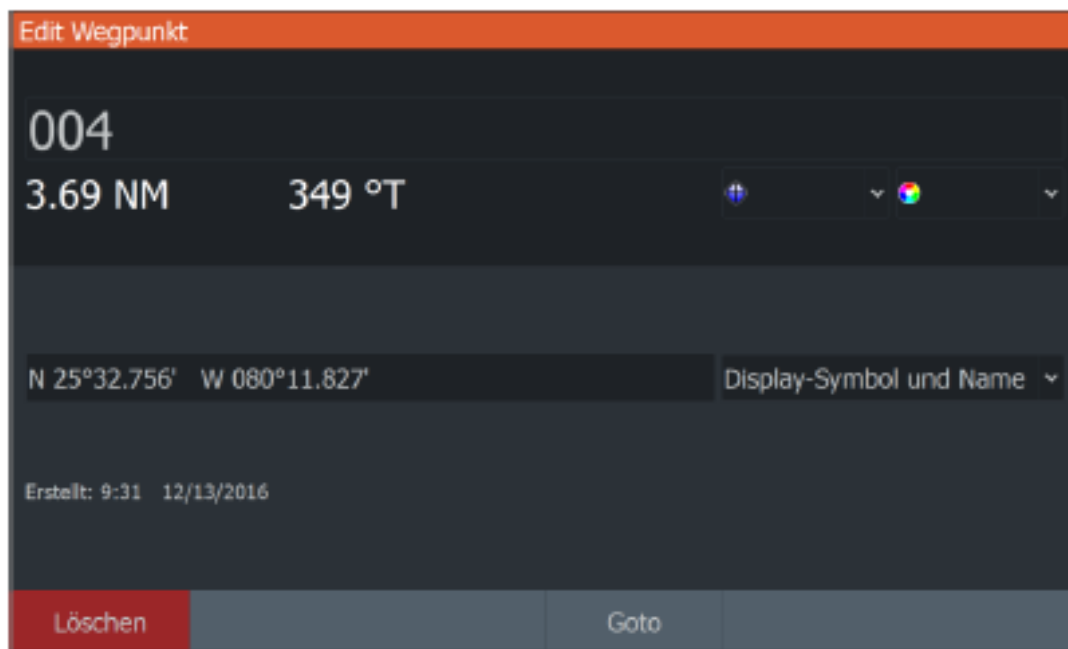 Edit Wegpunkt
004
3.69 NM 349 °T
N 25°32.756' W 080°11.827' Display-Symbol und Name
Erstellt: 9:31 12/13/2016
Löschen Goto